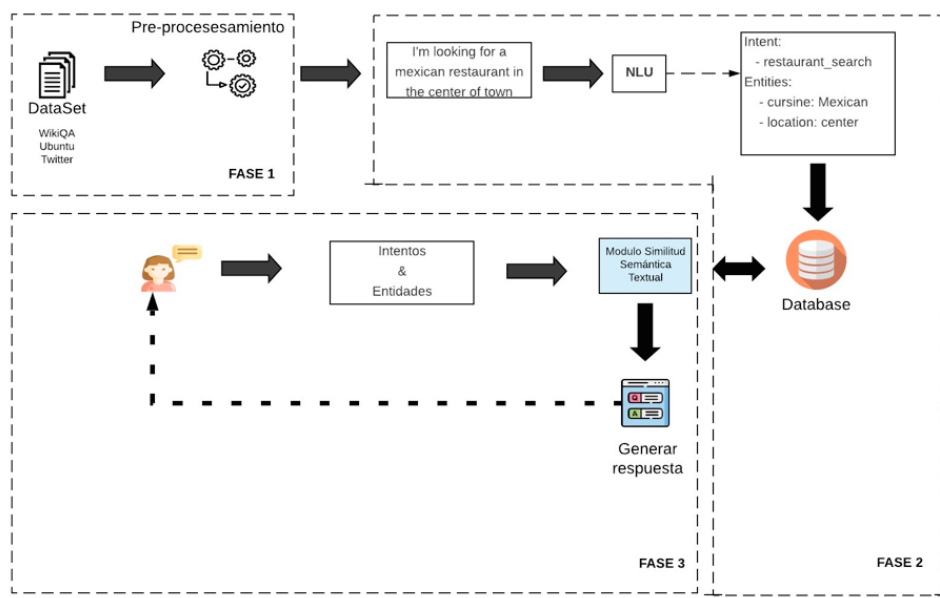 Pre-procesesamiento
DataSet
WikiQA
Ubuntu
Twitter
FASE 1
I'm looking for a
mexican restaurant in
the center of town
NLU
Intent:
- restaurant_search
Entities:
- cursine: Mexican
- location: center
Database
FASE 2
Intentos
&
Entidades
Modulo Similitud
Semántica
Textual
Q
A
Generar
respuesta
FASE 3